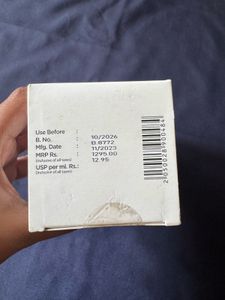 Use Before : 10/2026
B. No. : B.8772
Mfg. Date : 11/2023
MRP Rs. : 1295.00
(Inclusive of all taxes)
USP per ml. Rs.: 12.95
(Inclusive of all taxes)